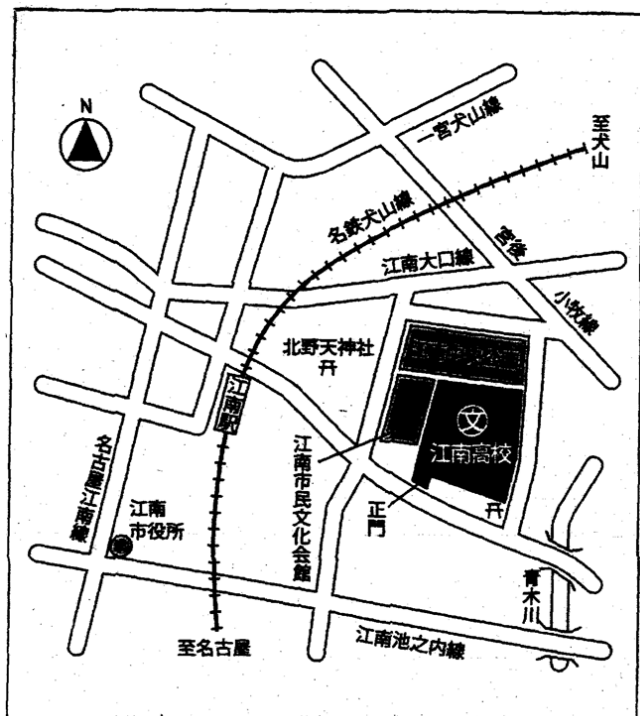 N
一宮犬山線
至犬山
名鉄犬山線
宮後
江南大口線
小牧線
北野天神社
江南駅
文
江南高校
名古屋江南線
江南
市役所
江南市民文化会館
正門
青木川
江南池之内線
至名古屋